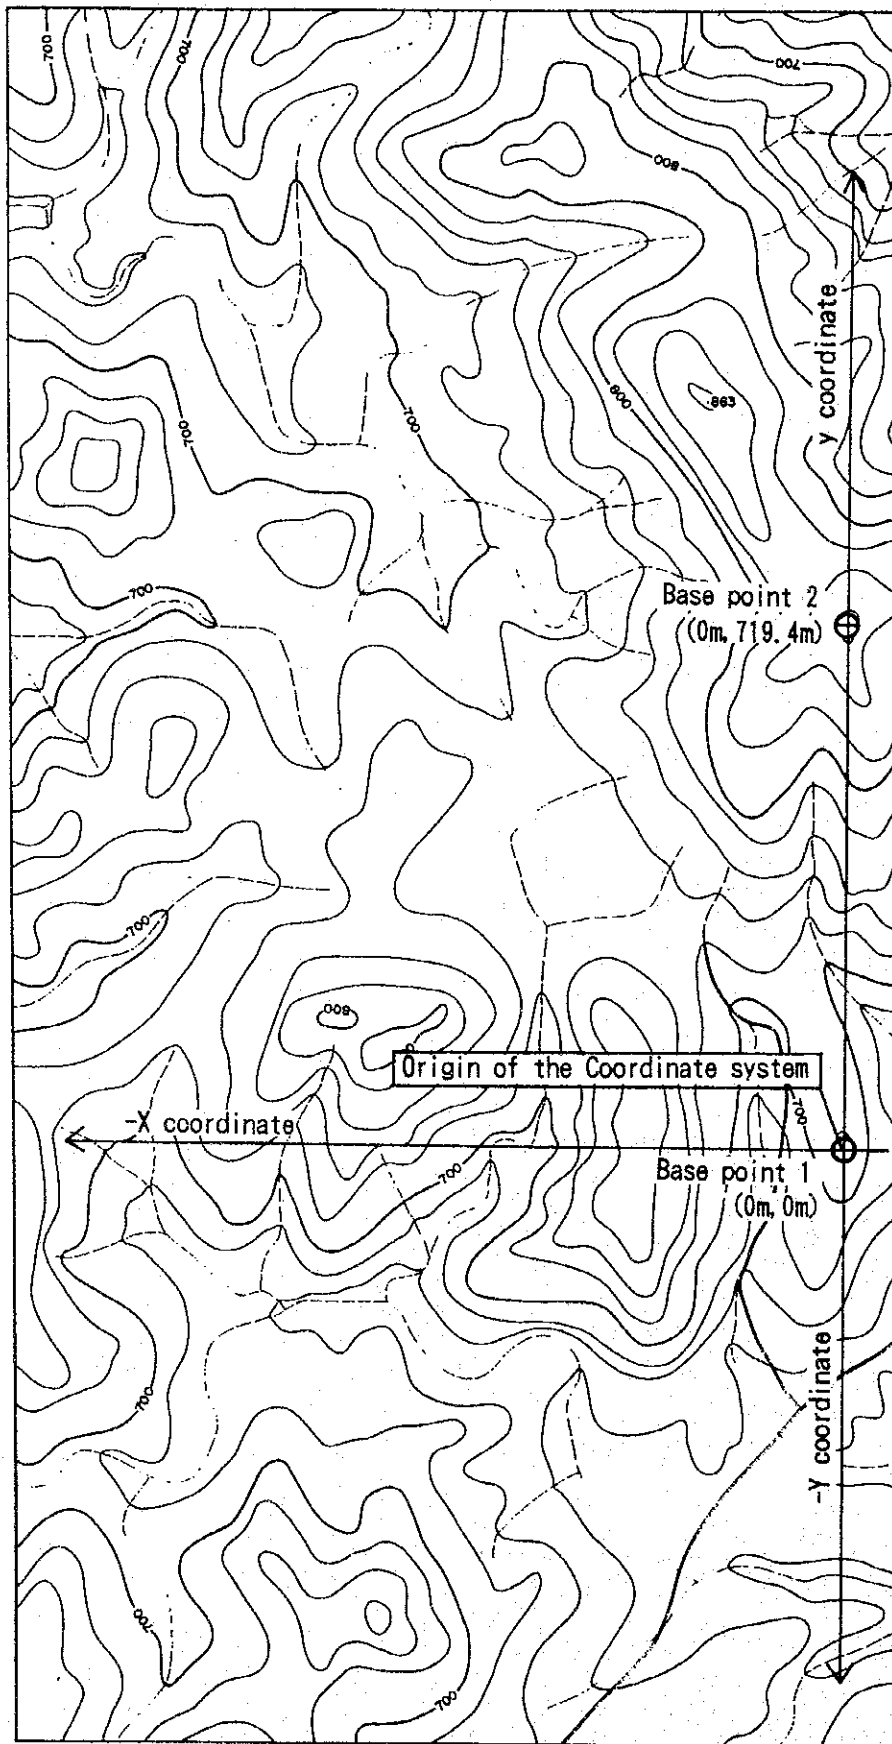 700
700
700
800
y coordinate
800
.863
700
700
700
Base point 2
(0m, 719.4m)
700
800
Origin of the Coordinate system
700
-X coordinate
700
Base point 1
(0m, 0m)
-Y coordinate
700
700
700